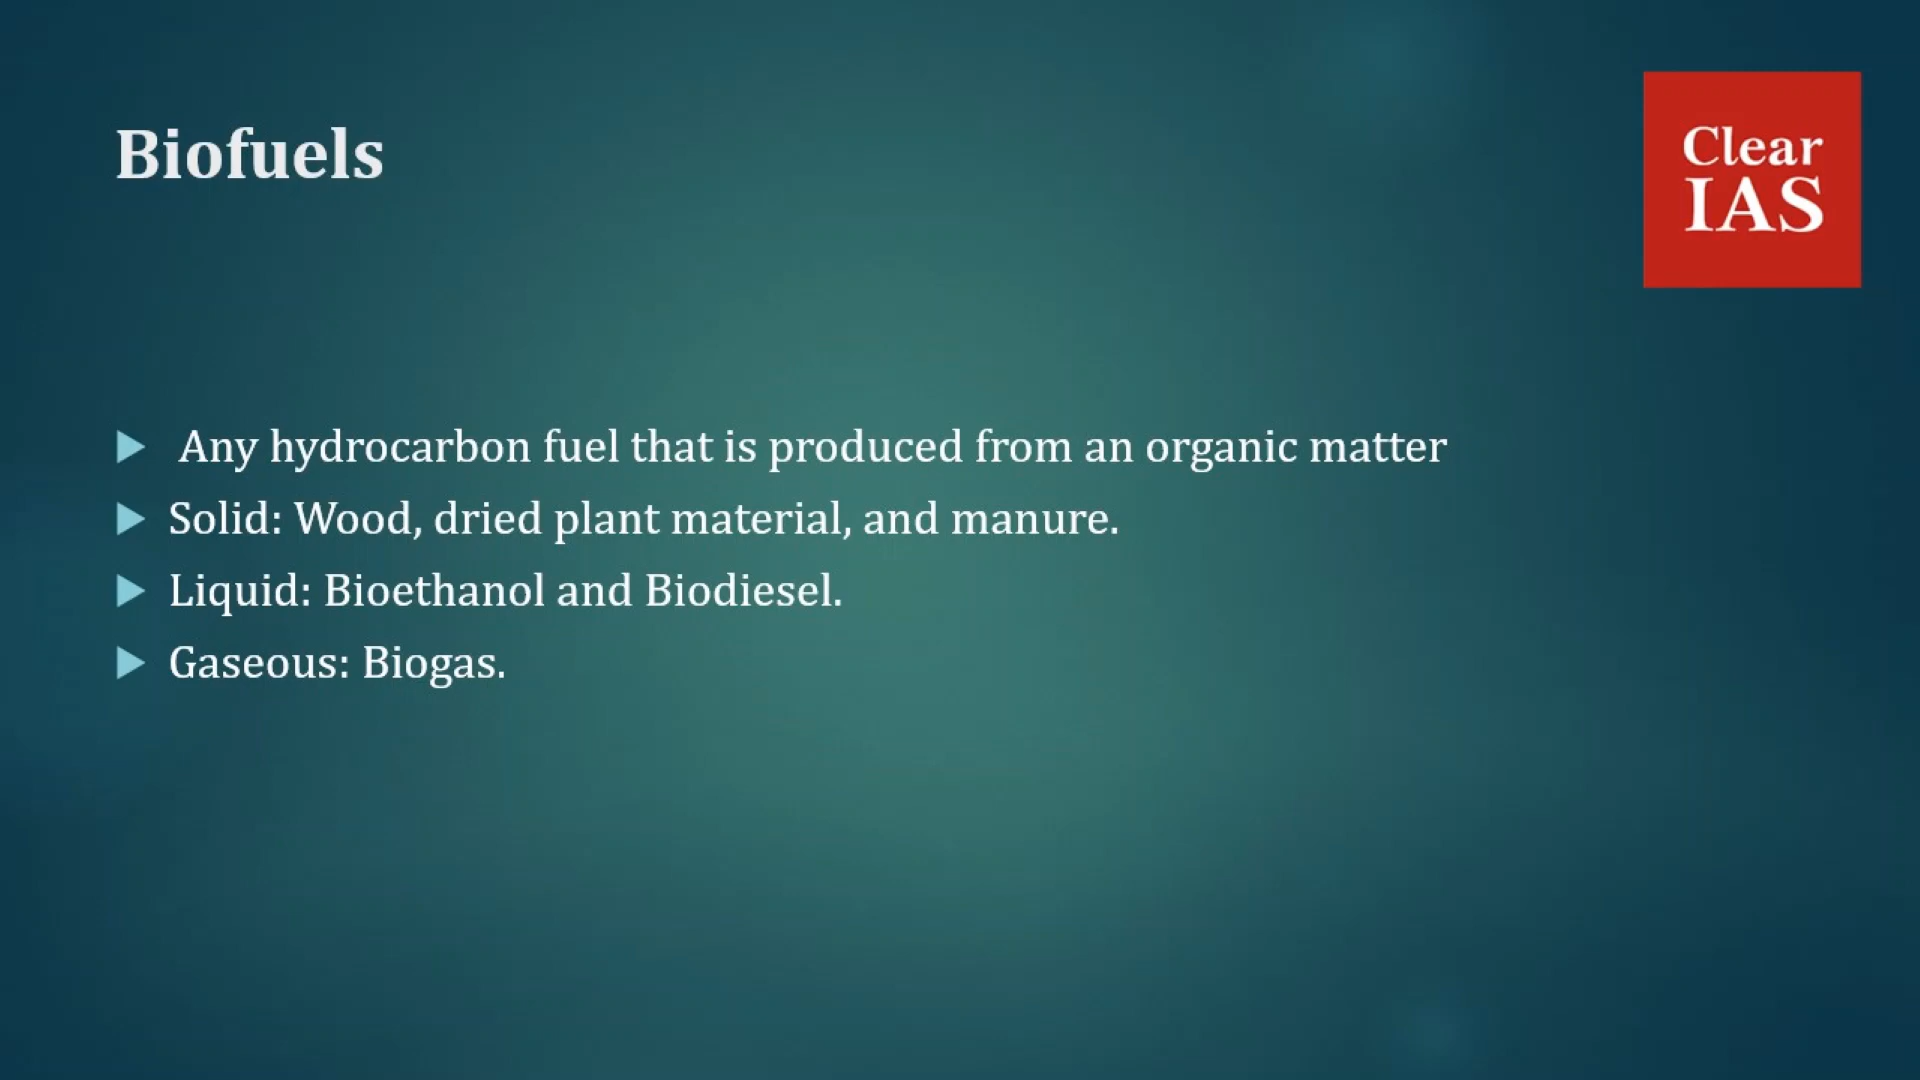 Biofuels
Clear
IAS
Any hydrocarbon fuel that is produced from an organic matter
Solid: Wood, dried plant material, and manure.
Liquid: Bioethanol and Biodiesel.
Gaseous: Biogas.